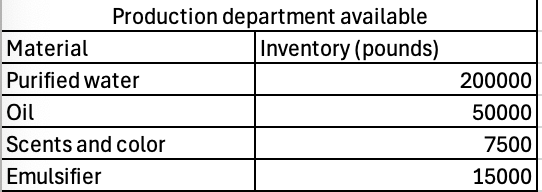 Production department available
Material Inventory (pounds)
Purified water 200000
Oil 50000
Scents and color 7500
Emulsifier 15000